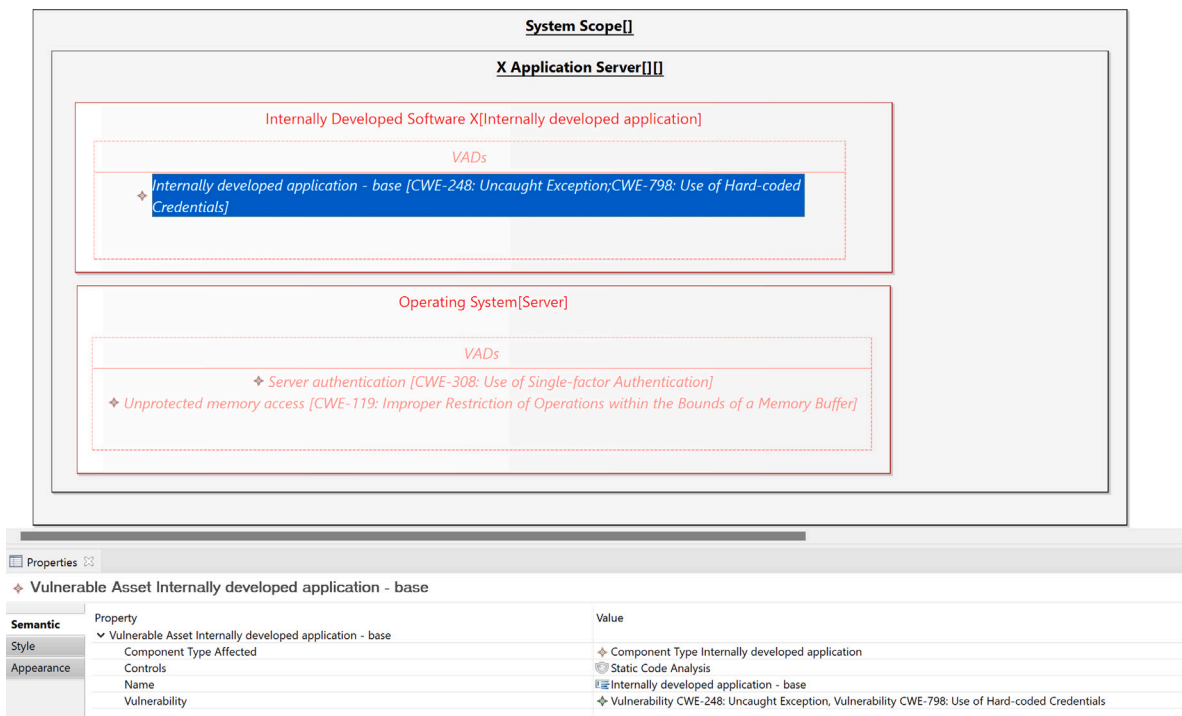 System Scope[]
X Application Server[][]
Internally Developed Software X[Internally developed application]
VADs
Internally developed application - base [CWE-248: Uncaught Exception;CWE-798: Use of Hard-coded
Credentials]
Operating System[Server]
VADs
Server authentication [CWE-308: Use of Single-factor Authentication]
Unprotected memory access [CWE-119: Improper Restriction of Operations within the Bounds of a Memory Buffer]
Properties
Vulnerable Asset Internally developed application - base
Semantic
Style
Appearance
Property Value
Vulnerable Asset Internally developed application - base
Component Type Affected Component Type Internally developed application
Controls Static Code Analysis
Name Internally developed application - base
Vulnerability Vulnerability CWE-248: Uncaught Exception, Vulnerability CWE-798: Use of Hard-coded Credentials